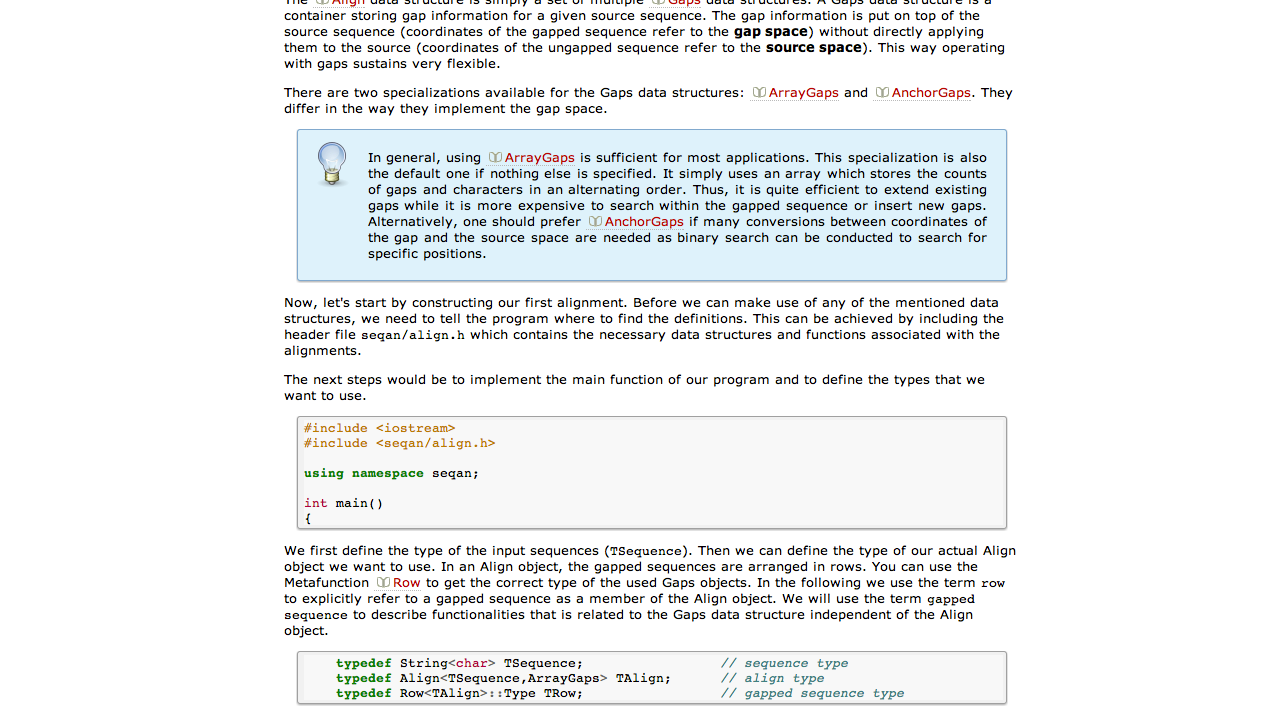 The Align data structure is simply a set of multiple Gaps data structures. A Gaps data structure is a
container storing gap information for a given source sequence. The gap information is put on top of the
source sequence (coordinates of the gapped sequence refer to the gap space) without directly applying
them to the source (coordinates of the ungapped sequence refer to the source space). This way operating
with gaps sustains very flexible.
There are two specializations available for the Gaps data structures: ArrayGaps and AnchorGaps. They
differ in the way they implement the gap space.
In general, using ArrayGaps is sufficient for most applications. This specialization is also
the default one if nothing else is specified. It simply uses an array which stores the counts
of gaps and characters in an alternating order. Thus, it is quite efficient to extend existing
gaps while it is more expensive to search within the gapped sequence or insert new gaps.
Alternatively, one should prefer AnchorGaps if many conversions between coordinates of
the gap and the source space are needed as binary search can be conducted to search for
specific positions.
Now, let's start by constructing our first alignment. Before we can make use of any of the mentioned data
structures, we need to tell the program where to find the definitions. This can be achieved by including the
header file seqan/align.h which contains the necessary data structures and functions associated with the
alignments.
The next steps would be to implement the main function of our program and to define the types that we
want to use.
#include <iostream>
#include <seqan/align.h>
using namespace seqan;
int main()
{
We first define the type of the input sequences (TSequence). Then we can define the type of our actual Align
object we want to use. In an Align object, the gapped sequences are arranged in rows. You can use the
Metafunction Row to get the correct type of the used Gaps objects. In the following we use the term row
to explicitly refer to a gapped sequence as a member of the Align object. We will use the term gapped
sequence to describe functionalities that is related to the Gaps data structure independent of the Align
object.
typedef String<char> TSequence; // sequence type
typedef Align<TSequence,ArrayGaps> TAlign; // align type
typedef Row<TAlign>::Type TRow; // gapped sequence type